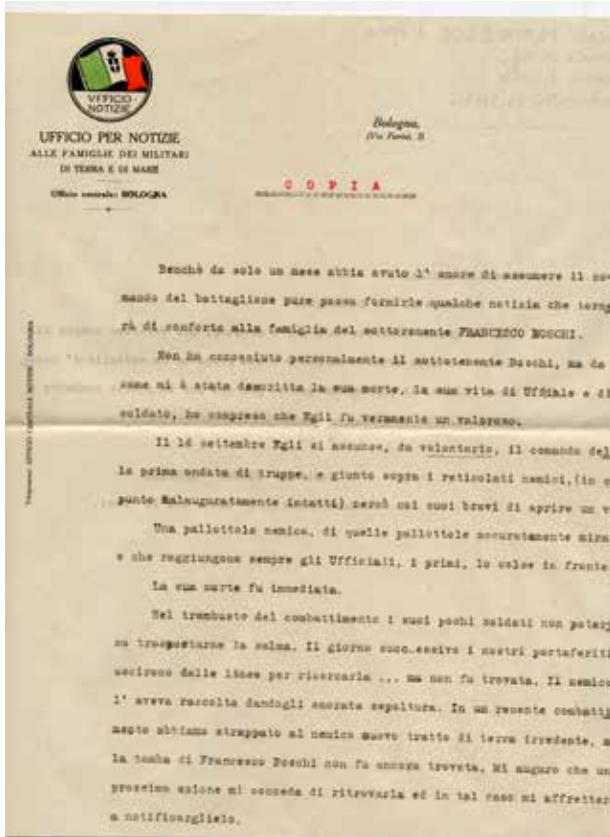 VFFICIO
NOTIZIE
UFFICIO PER NOTIZIE
ALLE FAMIGLIE DEI MILITARI
DI TERRA E DI MARE
Ufficio centrale: BOLOGNA
Bologna,
(Via Farini, 3
COPIA
Benchè da solo un mese abbia avuto l' onore di assumere il co
mando del battaglione pure posso fornirle qualche notizia che torne
rà di conforto alla famiglia del sottotenente FRANCESCO BOSCHI.
Non ho conosciuto personalmente il sottotenente Boschi, ma da
come mi è stata descritta la sua morte, la sua vita di Ufficiale e di
soldato, ho compreso che Egli fu veramente un valoroso.
Il 16 settembre Egli si assunse, da volontario, il comando del
la prima ondata di truppe, e giunto sopra i reticolati nemici,(in
punto malauguratamente intatti) cercò coi suoi bravi di aprire un v
Una pallottola nemica, di quelle pallottole accuratamente mira
e che raggiungono sempre gli Ufficiali, i primi, lo colse in fronte
La sua morte fu immediata.
Nel trambusto del combattimento i suoi pochi soldati non poter
no trasportarne la salma. Il giorno successivo i nostri portaferiti
uscirono dalle linee per ricercarla ... ma non fu trovata. Il nemico
l' aveva raccolta dandogli onorata sepoltura. In un recente combatti
mento abbiamo strappato al nemico nuovo tratto di terra irredente, m
la tomba di Francesco Boschi non fu ancora trovata. Mi auguro che un
prossima azione mi conceda di ritrovarla ed in tal caso mi affretter
a notificarglielo.